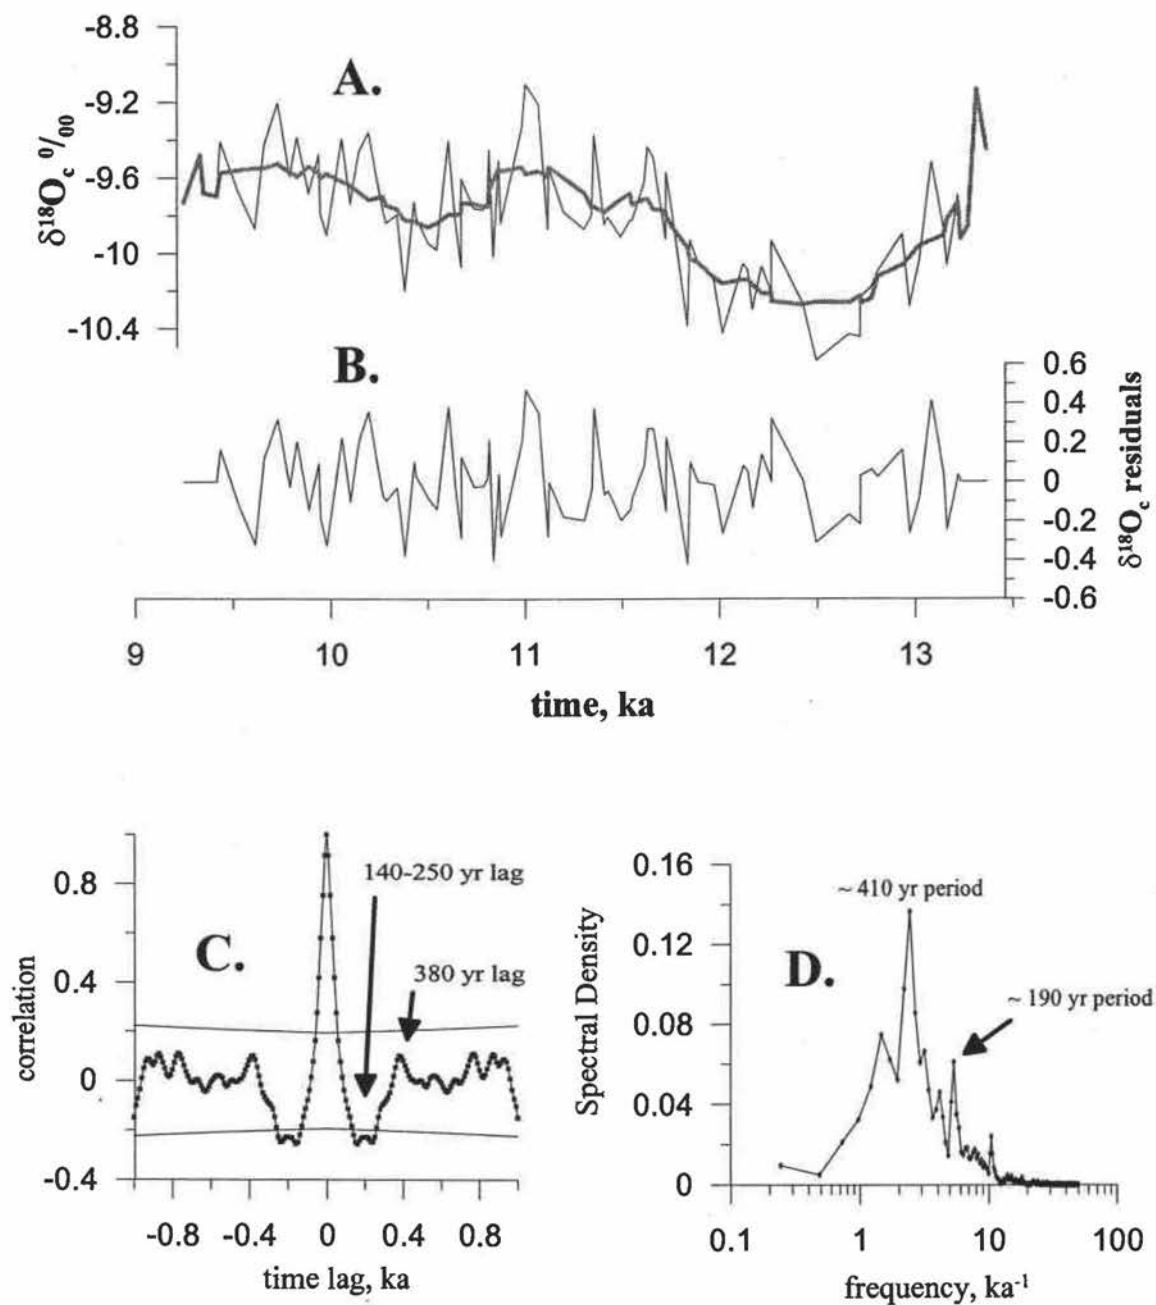 A.
δ¹⁸O_c ⁰/₀₀
-8.8
-9.2
-9.6
-10
-10.4
B.
0.6
0.4
0.2
0
-0.2
-0.4
-0.6
δ¹⁸O_c residuals
9 10 11 12 13
time, ka
C.
correlation
0.8
0.4
0
-0.4
140-250 yr lag
380 yr lag
-0.8 -0.4 0 0.4 0.8
time lag, ka
D.
Spectral Density
0.16
0.12
0.08
0.04
0
~ 410 yr period
~ 190 yr period
0.1 1 10 100
frequency, ka⁻¹